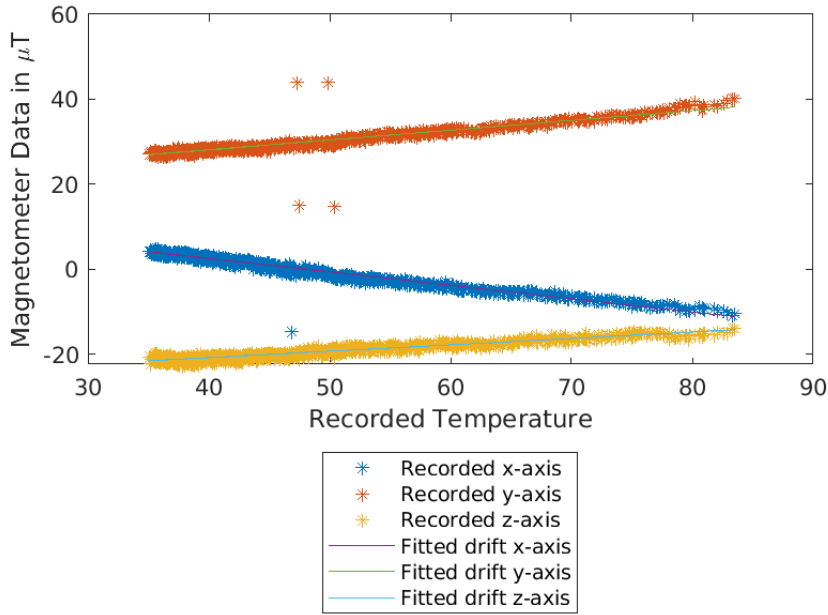 Magnetometer Data in μT
60
40
20
0
-20
30 40 50 60 70 80 90
Recorded Temperature
Recorded x-axis
Recorded y-axis
Recorded z-axis
Fitted drift x-axis
Fitted drift y-axis
Fitted drift z-axis